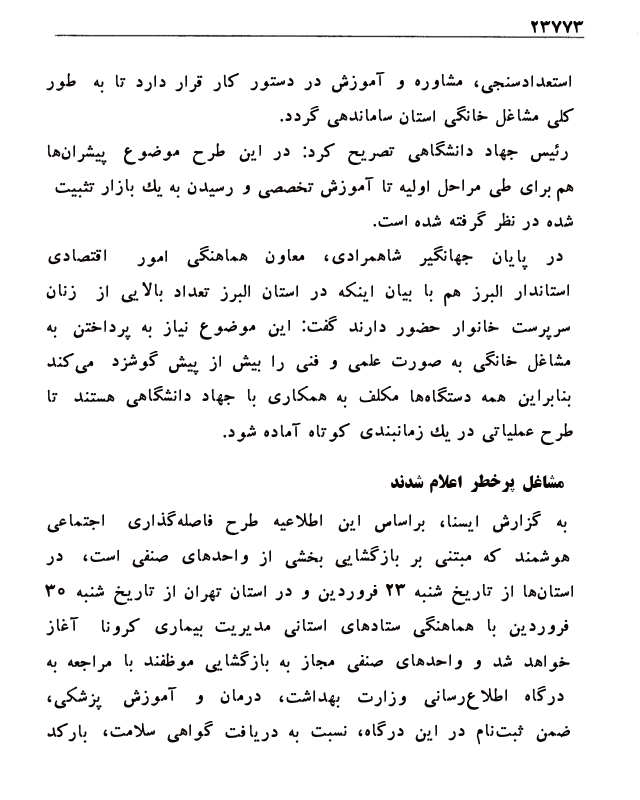 ۲۳۷۷۳
استعدادسنجی، مشاوره و آموزش در دستور کار قرار دارد تا به طور
کلی مشاغل خانگی استان ساماندهی گردد.
رئیس جهاد دانشگاهی تصریح کرد: در این طرح موضوع پیشران‌ها
هم برای طی مراحل اولیه تا آموزش تخصصی و رسیدن به یك بازار تثبیت
شده در نظر گرفته شده است.
در پایان جهانگیر شاهمرادی، معاون هماهنگی امور اقتصادی
استاندار البرز هم با بیان اینکه در استان البرز تعداد بالایی از زنان
سرپرست خانوار حضور دارند گفت: این موضوع نیاز به پرداختن به
مشاغل خانگی به صورت علمی و فنی را بیش از پیش گوشزد می‌کند
بنابراین همه دستگاه‌ها مکلف به همکاری با جهاد دانشگاهی هستند تا
طرح عملیاتی در یك زمانبندی کوتاه آماده شود.
مشاغل پرخطر اعلام شدند
به گزارش ایسنا، براساس این اطلاعیه طرح فاصله‌گذاری اجتماعی
هوشمند که مبتنی بر بازگشایی بخشی از واحدهای صنفی است، در
استان‌ها از تاریخ شنبه ۲۳ فروردین و در استان تهران از تاریخ شنبه ۳۰
فروردین با هماهنگی ستادهای استانی مدیریت بیماری کرونا آغاز
خواهد شد و واحدهای صنفی مجاز به بازگشایی موظفند با مراجعه به
درگاه اطلاع‌رسانی وزارت بهداشت، درمان و آموزش پزشکی،
ضمن ثبت‌نام در این درگاه، نسبت به دریافت گواهی سلامت، بارکد